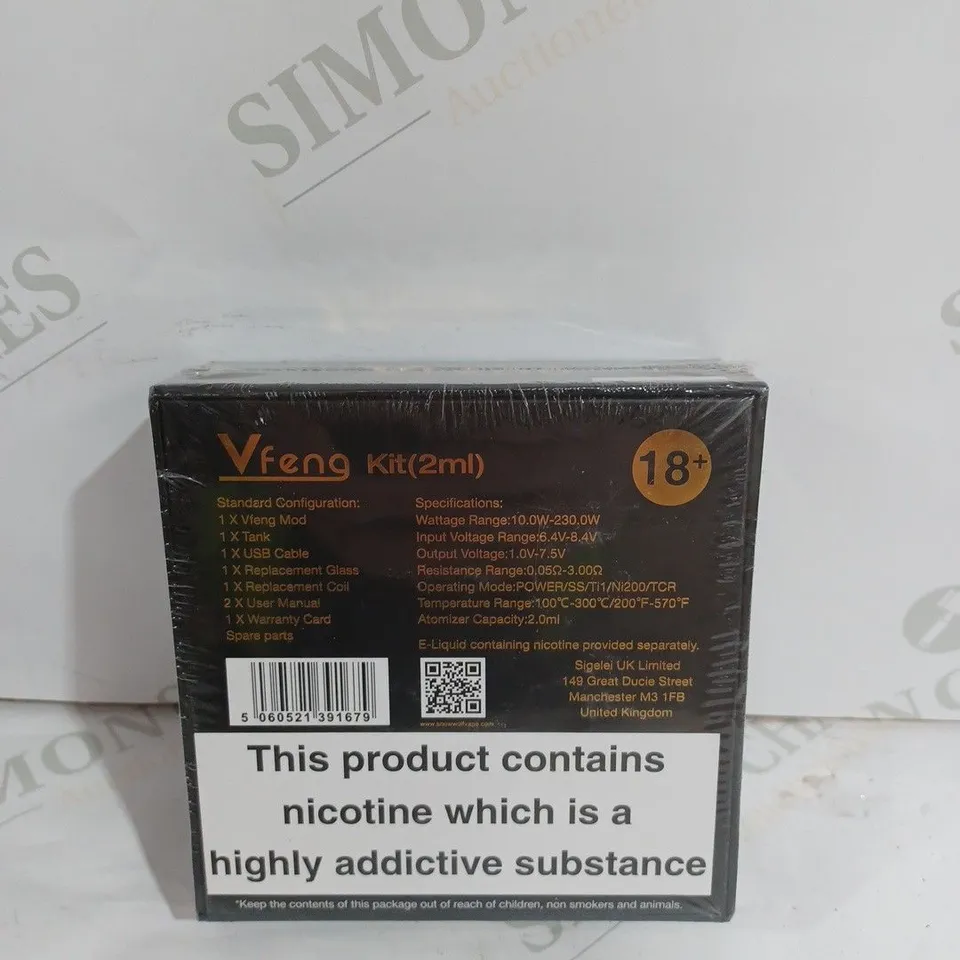 SIMON
Auctioneer
ES
Vfeng Kit(2ml)
18+
Standard Configuration:
1 X Vfeng Mod
1 X Tank
1 X USB Cable
1 X Replacement Glass
1 X Replacement Coil
2 X User Manual
1 X Warranty Card
Spare parts
Specifications:
Wattage Range:10.0W-230.0W
Input Voltage Range:6.4V-8.4V
Output Voltage:1.0V-7.5V
Resistance Range:0.05Ω-3.00Ω
Operating Mode:POWER/SS/Ti1/Ni200/TCR
Temperature Range:100℃-300℃/200℉-570℉
Atomizer Capacity:2.0ml
E-Liquid containing nicotine provided separately.
Sigelei UK Limited
149 Great Ducie Street
Manchester M3 1FB
United Kingdom
5 060521 391679
This product contains
nicotine which is a
highly addictive substance
*Keep the contents of this package out of reach of children, non smokers and animals.